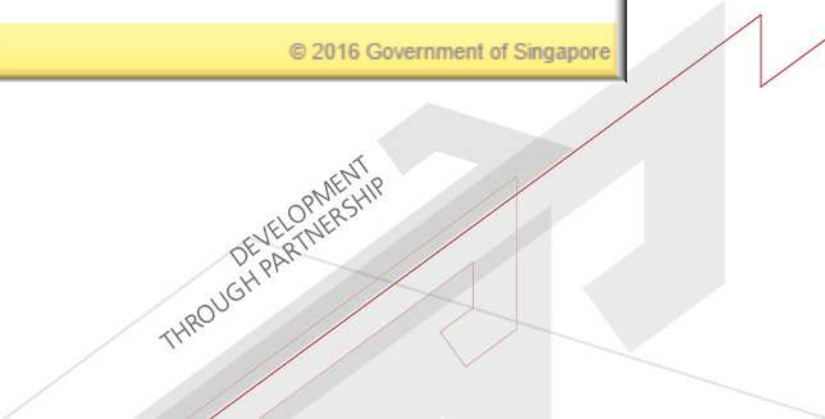 © 2016 Government of Singapore
DEVELOPMENT
THROUGH PARTNERSHIP